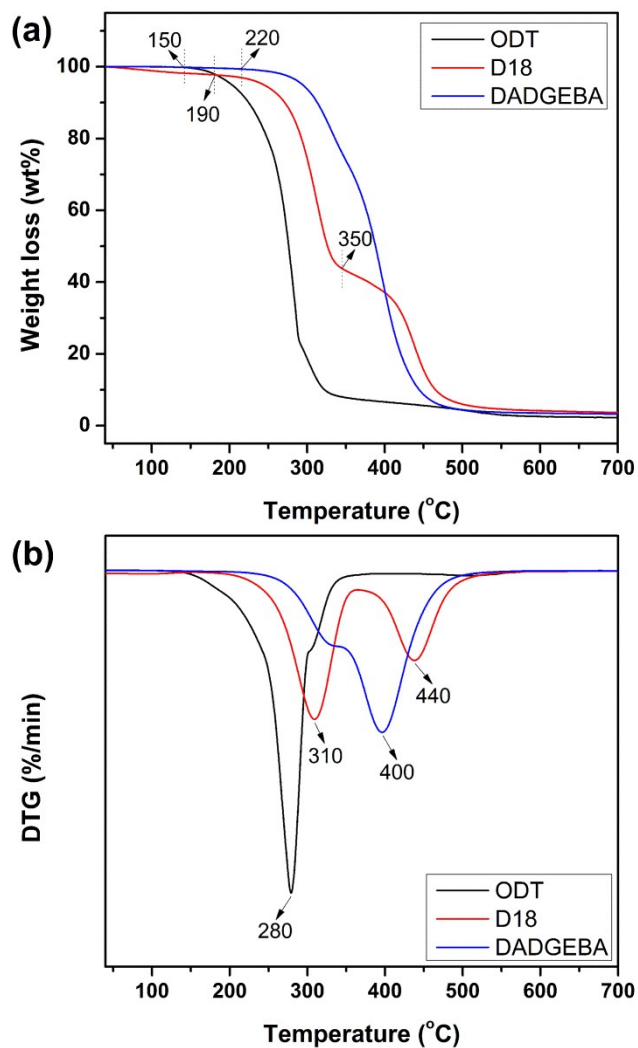 (a)
150
220
190
350
ODT
D18
DADGEBA
100
80
60
40
20
0
Weight loss (wt%)
100 200 300 400 500 600 700
Temperature (°C)
(b)
310
440
400
280
ODT
D18
DADGEBA
DTG (%/min)
100 200 300 400 500 600 700
Temperature (°C)